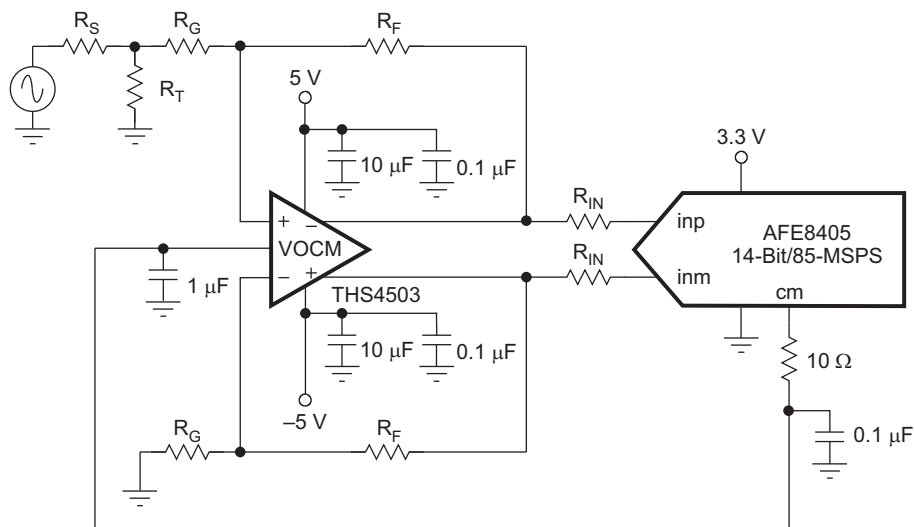 R_S
R_G
R_F
R_T
5 V
10 μF
0.1 μF
3.3 V
R_IN
+
−
inp
AFE8405
14-Bit/85-MSPS
VOCM
R_IN
inm
−
+
1 μF
THS4503
cm
10 μF
0.1 μF
10 Ω
−5 V
R_G
R_F
0.1 μF